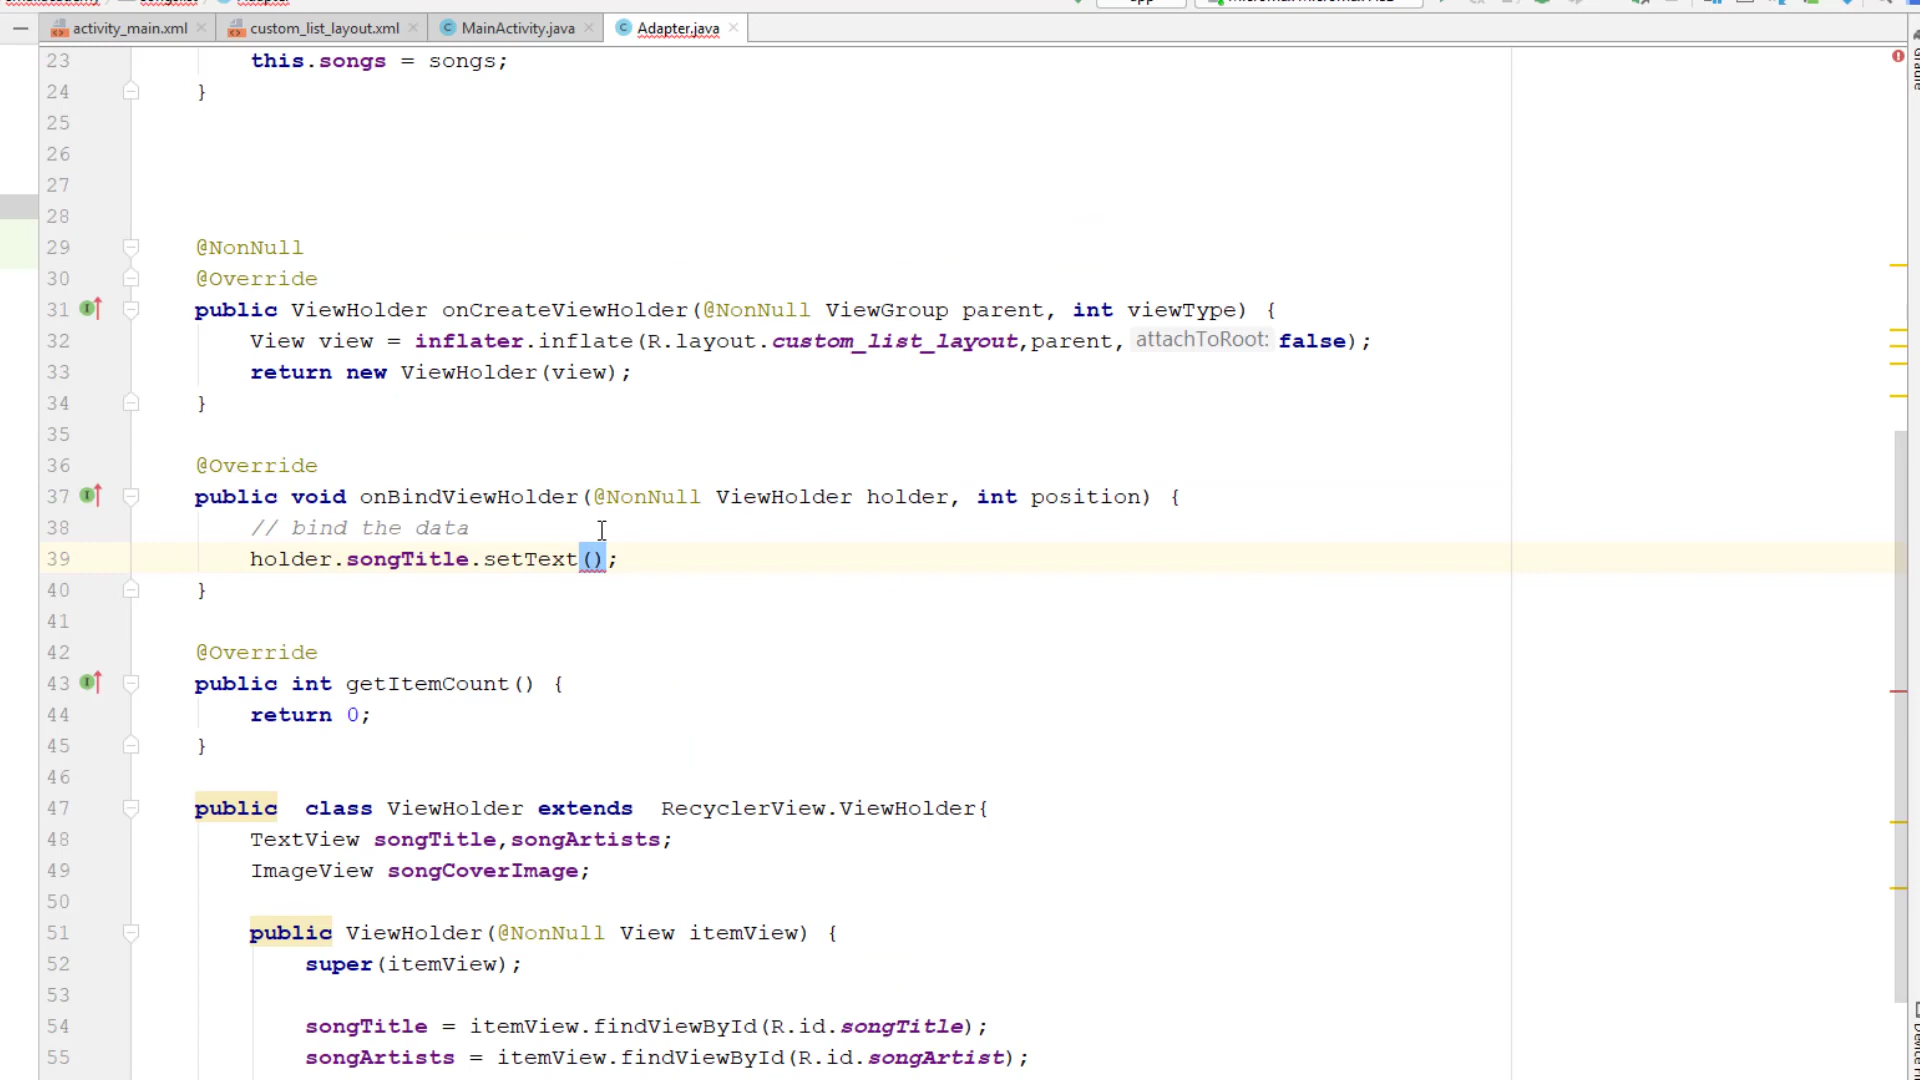 activity_main.xml custom_list_layout.xml MainActivity.java Adapter.java
23 this.songs = songs;
24 }
25
26
27
28
29 @NonNull
30 @Override
31 public ViewHolder onCreateViewHolder(@NonNull ViewGroup parent, int viewType) {
32 View view = inflater.inflate(R.layout.custom_list_layout,parent, attachToRoot: false);
33 return new ViewHolder(view);
34 }
35
36 @Override
37 public void onBindViewHolder(@NonNull ViewHolder holder, int position) {
38 // bind the data
39 holder.songTitle.setText();
40 }
41
42 @Override
43 public int getItemCount() {
44 return 0;
45 }
46
47 public class ViewHolder extends RecyclerView.ViewHolder{
48 TextView songTitle,songArtists;
49 ImageView songCoverImage;
50
51 public ViewHolder(@NonNull View itemView) {
52 super(itemView);
53
54 songTitle = itemView.findViewById(R.id.songTitle);
55 songArtists = itemView.findViewById(R.id.songArtist);
Gradle